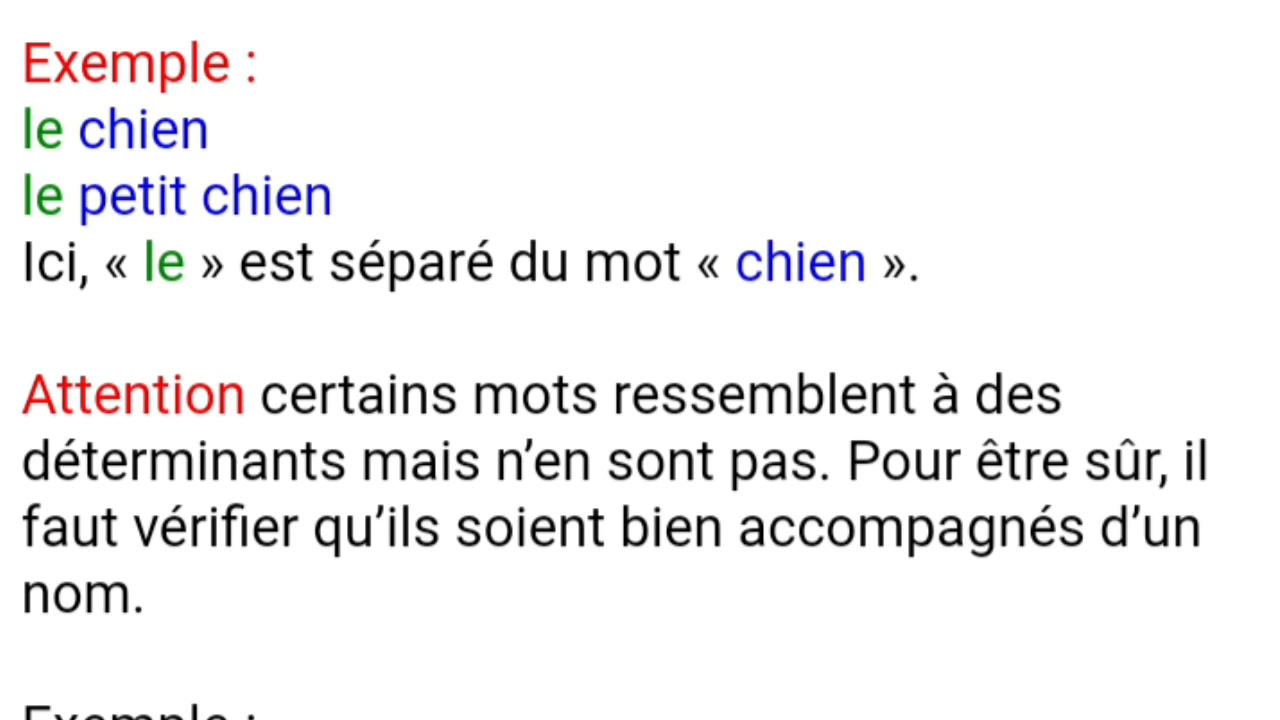 Exemple :
le chien
le petit chien
Ici, « le » est séparé du mot « chien ».
Attention certains mots ressemblent à des
déterminants mais n’en sont pas. Pour être sûr, il
faut vérifier qu’ils soient bien accompagnés d’un
nom.
Exemple :